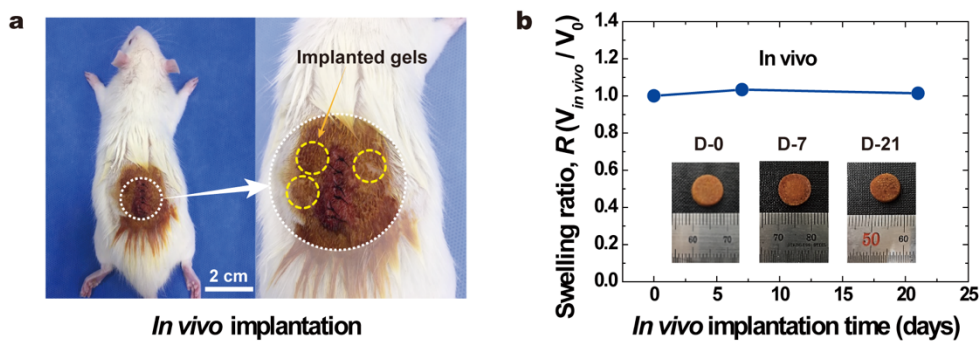 a
Implanted gels
2 cm
In vivo implantation
b
Swelling ratio, R (V_in vivo / V_0)
1.4
1.2
1.0
0.8
0.6
0.4
0.2
0.0
In vivo
D-0
D-7
D-21
60 70
70 80
50 60
0 5 10 15 20 25
In vivo implantation time (days)